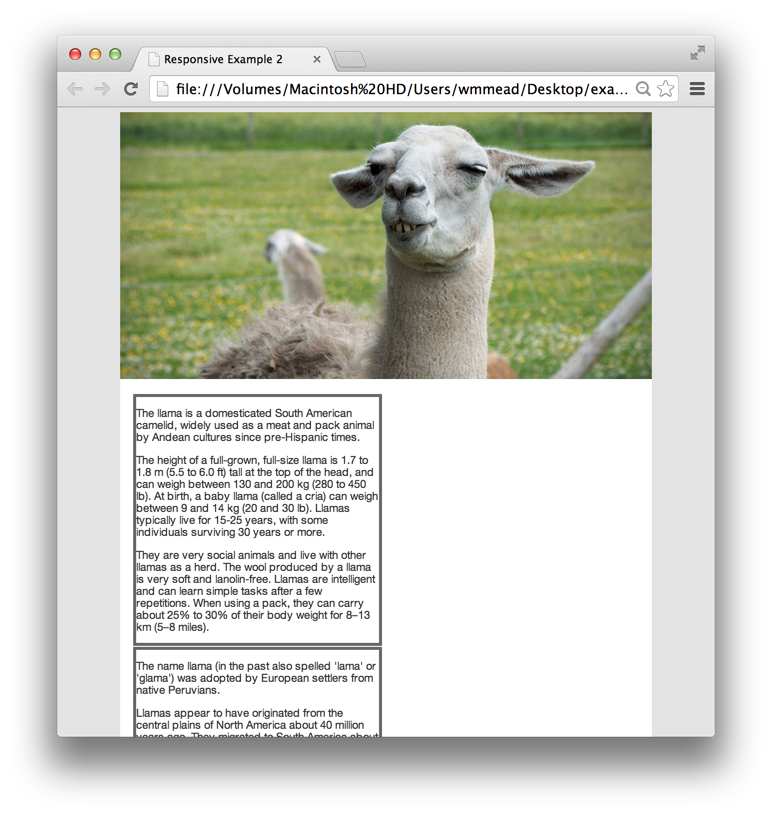 Responsive Example 2
file:///Volumes/Macintosh%20HD/Users/wmmead/Desktop/exa...
The llama is a domesticated South American
camelid, widely used as a meat and pack animal
by Andean cultures since pre-Hispanic times.
The height of a full-grown, full-size llama is 1.7 to
1.8 m (5.5 to 6.0 ft) tall at the top of the head, and
can weigh between 130 and 200 kg (280 to 450
lb). At birth, a baby llama (called a cria) can weigh
between 9 and 14 kg (20 and 30 lb). Llamas
typically live for 15-25 years, with some
individuals surviving 30 years or more.
They are very social animals and live with other
llamas as a herd. The wool produced by a llama
is very soft and lanolin-free. Llamas are intelligent
and can learn simple tasks after a few
repetitions. When using a pack, they can carry
about 25% to 30% of their body weight for 8–13
km (5–8 miles).
The name llama (in the past also spelled 'lama' or
'glama') was adopted by European settlers from
native Peruvians.
Llamas appear to have originated from the
central plains of North America about 40 million
years ago. They migrated to South America about